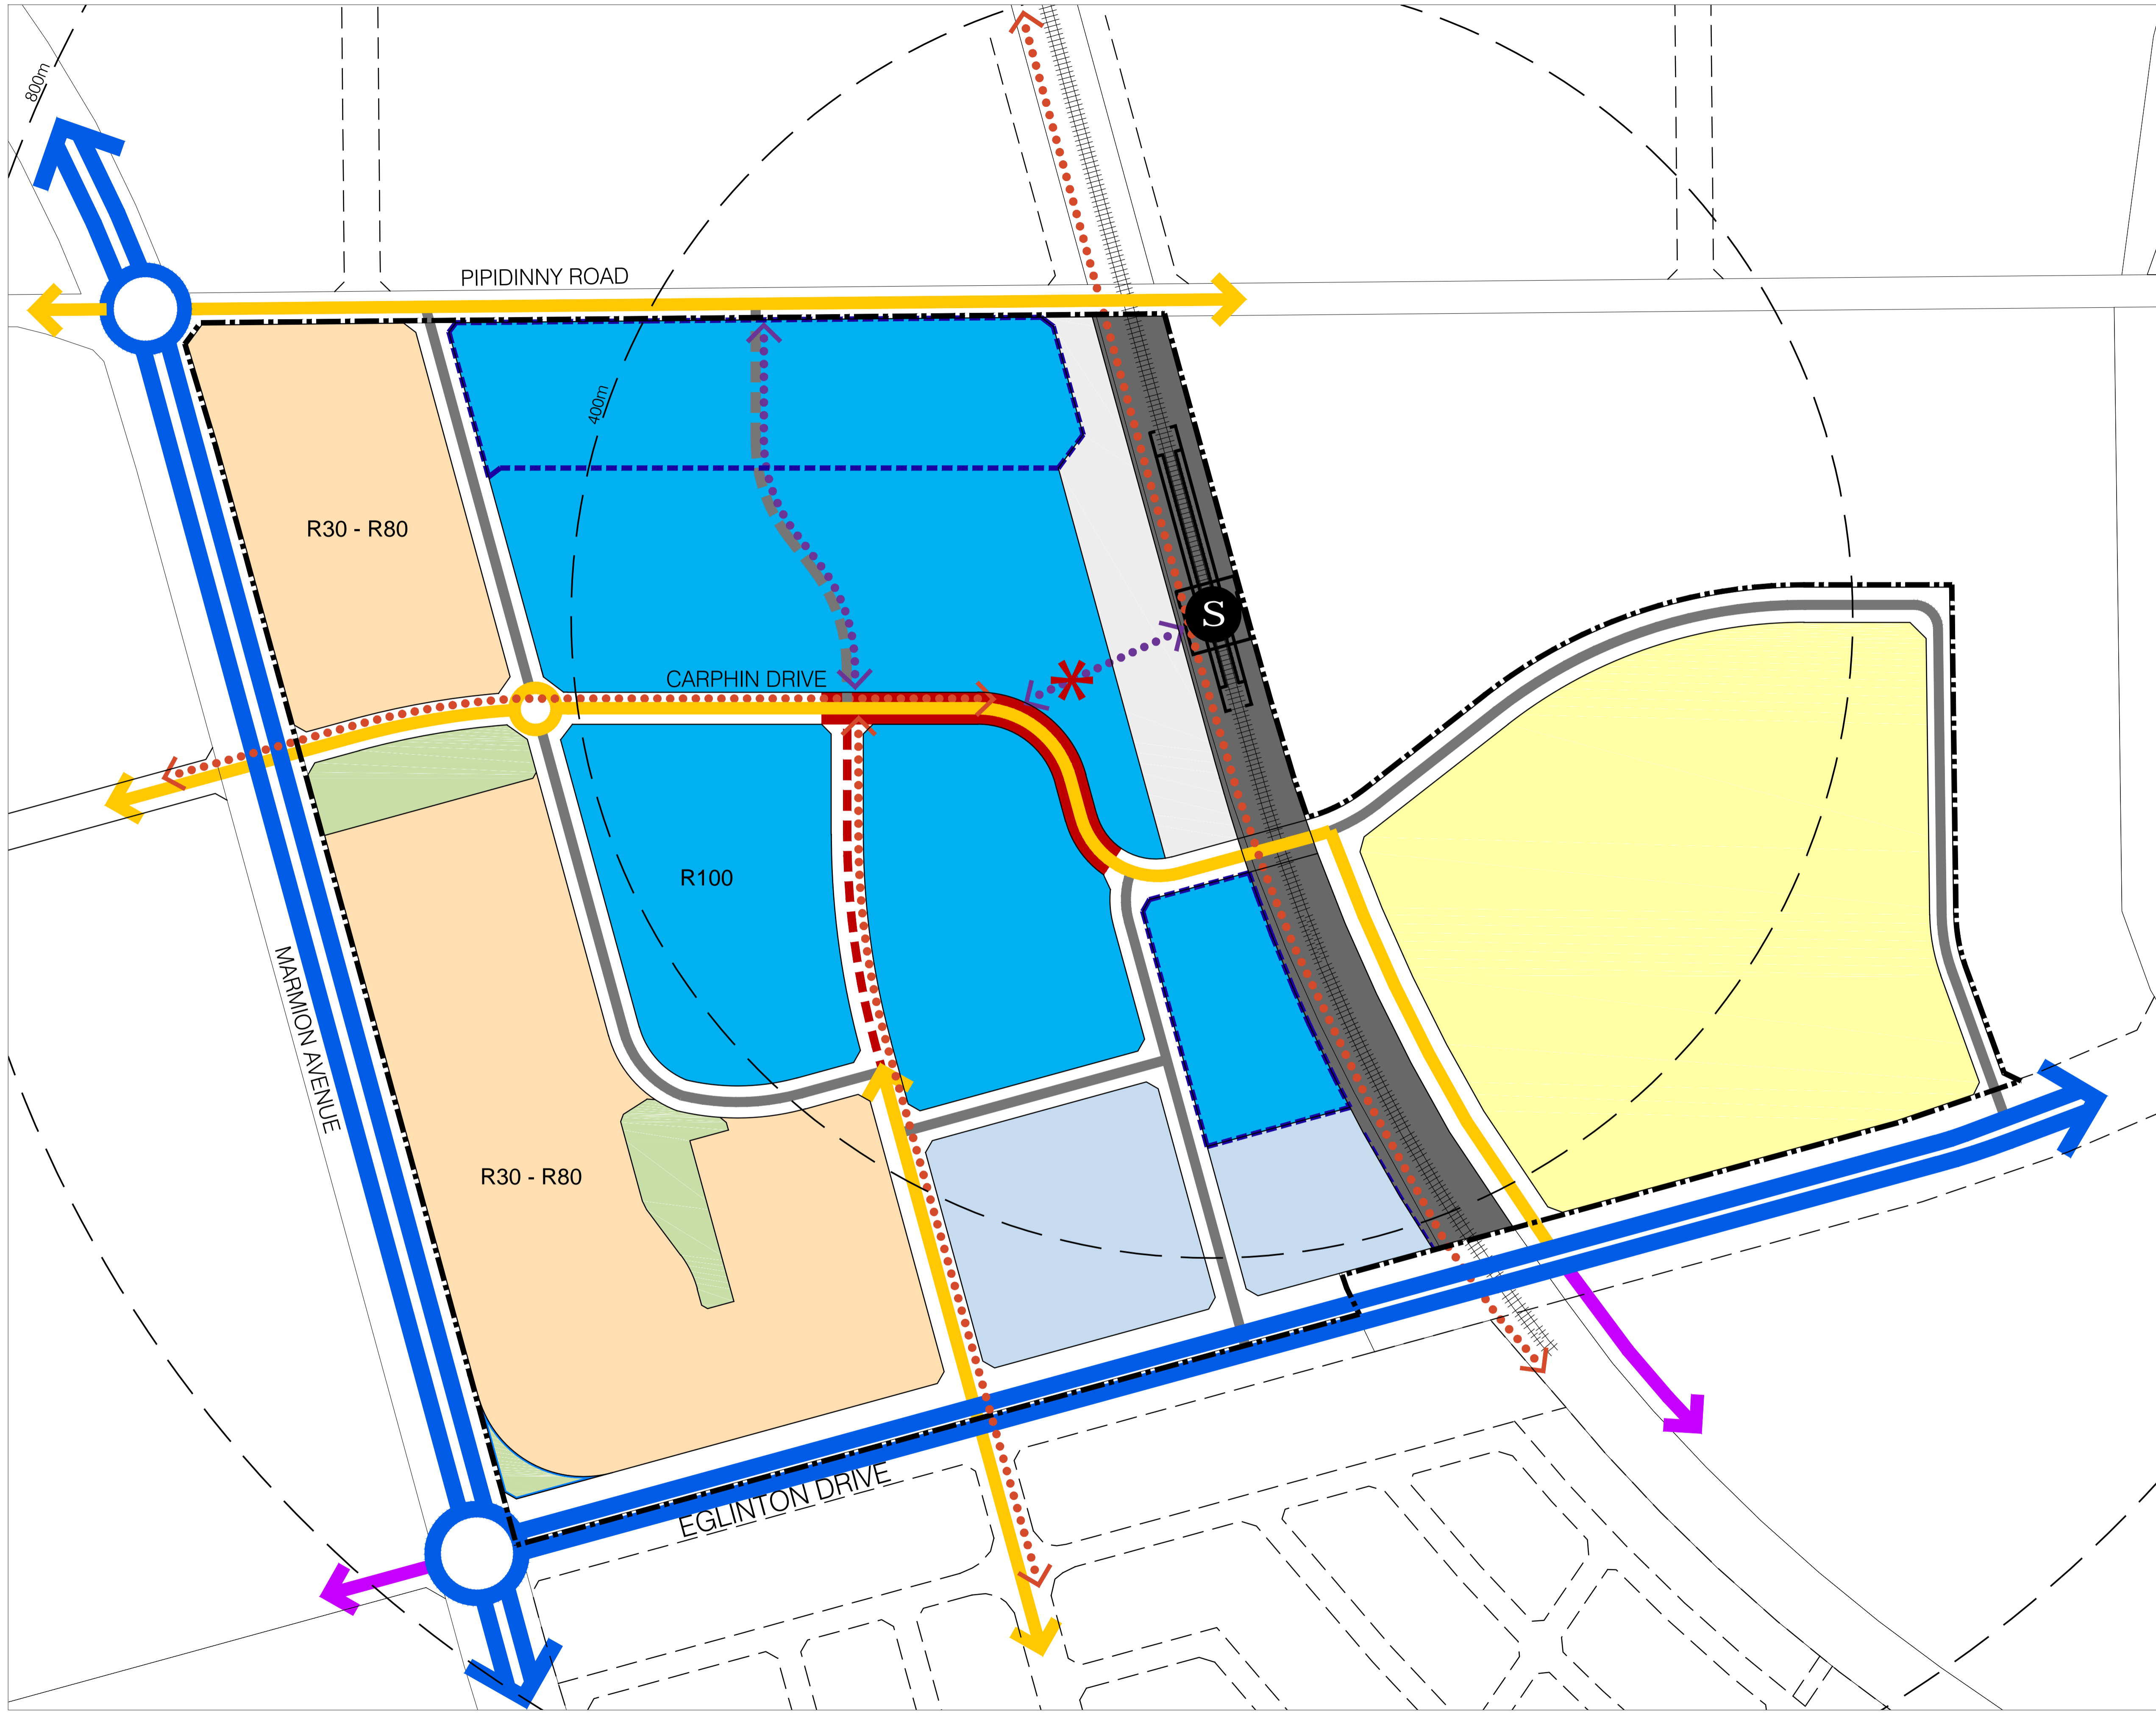 800m
PIPIDINNY ROAD
400m
R30 - R80
S
CARPHIN DRIVE
R100
MARMION AVENUE
R30 - R80
EGLINTON DRIVE